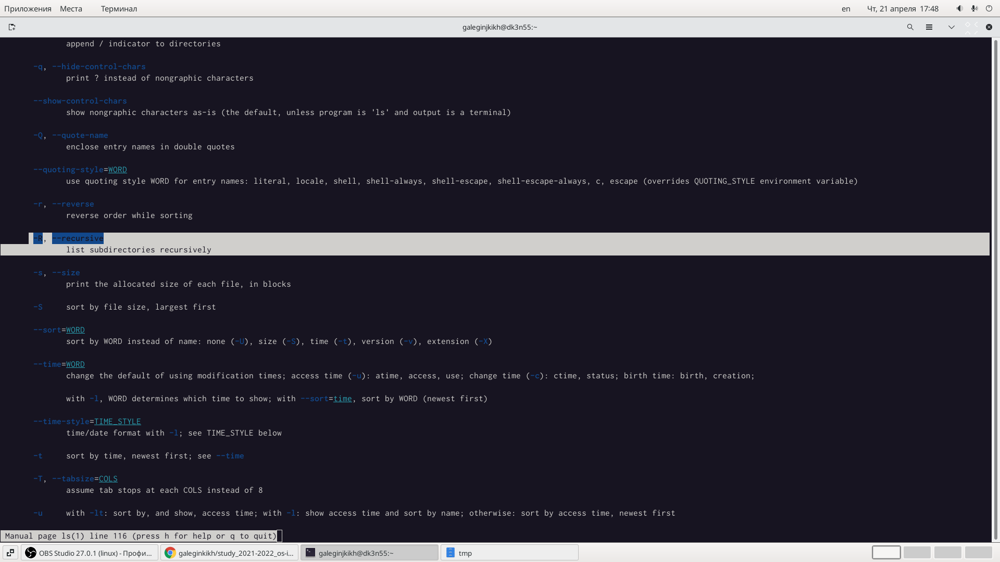 Приложения Места Терминал en Чт, 21 апреля 17:48
galeginjkikh@dk3n55:~
append / indicator to directories
-q, --hide-control-chars
print ? instead of nongraphic characters
--show-control-chars
show nongraphic characters as-is (the default, unless program is 'ls' and output is a terminal)
-Q, --quote-name
enclose entry names in double quotes
--quoting-style=WORD
use quoting style WORD for entry names: literal, locale, shell, shell-always, shell-escape, shell-escape-always, c, escape (overrides QUOTING_STYLE environment variable)
-r, --reverse
reverse order while sorting
-R, --recursive
list subdirectories recursively
-s, --size
print the allocated size of each file, in blocks
-S sort by file size, largest first
--sort=WORD
sort by WORD instead of name: none (-U), size (-S), time (-t), version (-v), extension (-X)
--time=WORD
change the default of using modification times; access time (-u): atime, access, use; change time (-c): ctime, status; birth time: birth, creation;
with -l, WORD determines which time to show; with --sort=time, sort by WORD (newest first)
--time-style=TIME_STYLE
time/date format with -l; see TIME_STYLE below
-t sort by time, newest first; see --time
-T, --tabsize=COLS
assume tab stops at each COLS instead of 8
-u with -lt: sort by, and show, access time; with -l: show access time and sort by name; otherwise: sort by access time, newest first
Manual page ls(1) line 116 (press h for help or q to quit)
OBS Studio 27.0.1 (linux) - Профи... galeginkikh/study_2021-2022_os-i... galeginjkikh@dk3n55:~ tmp